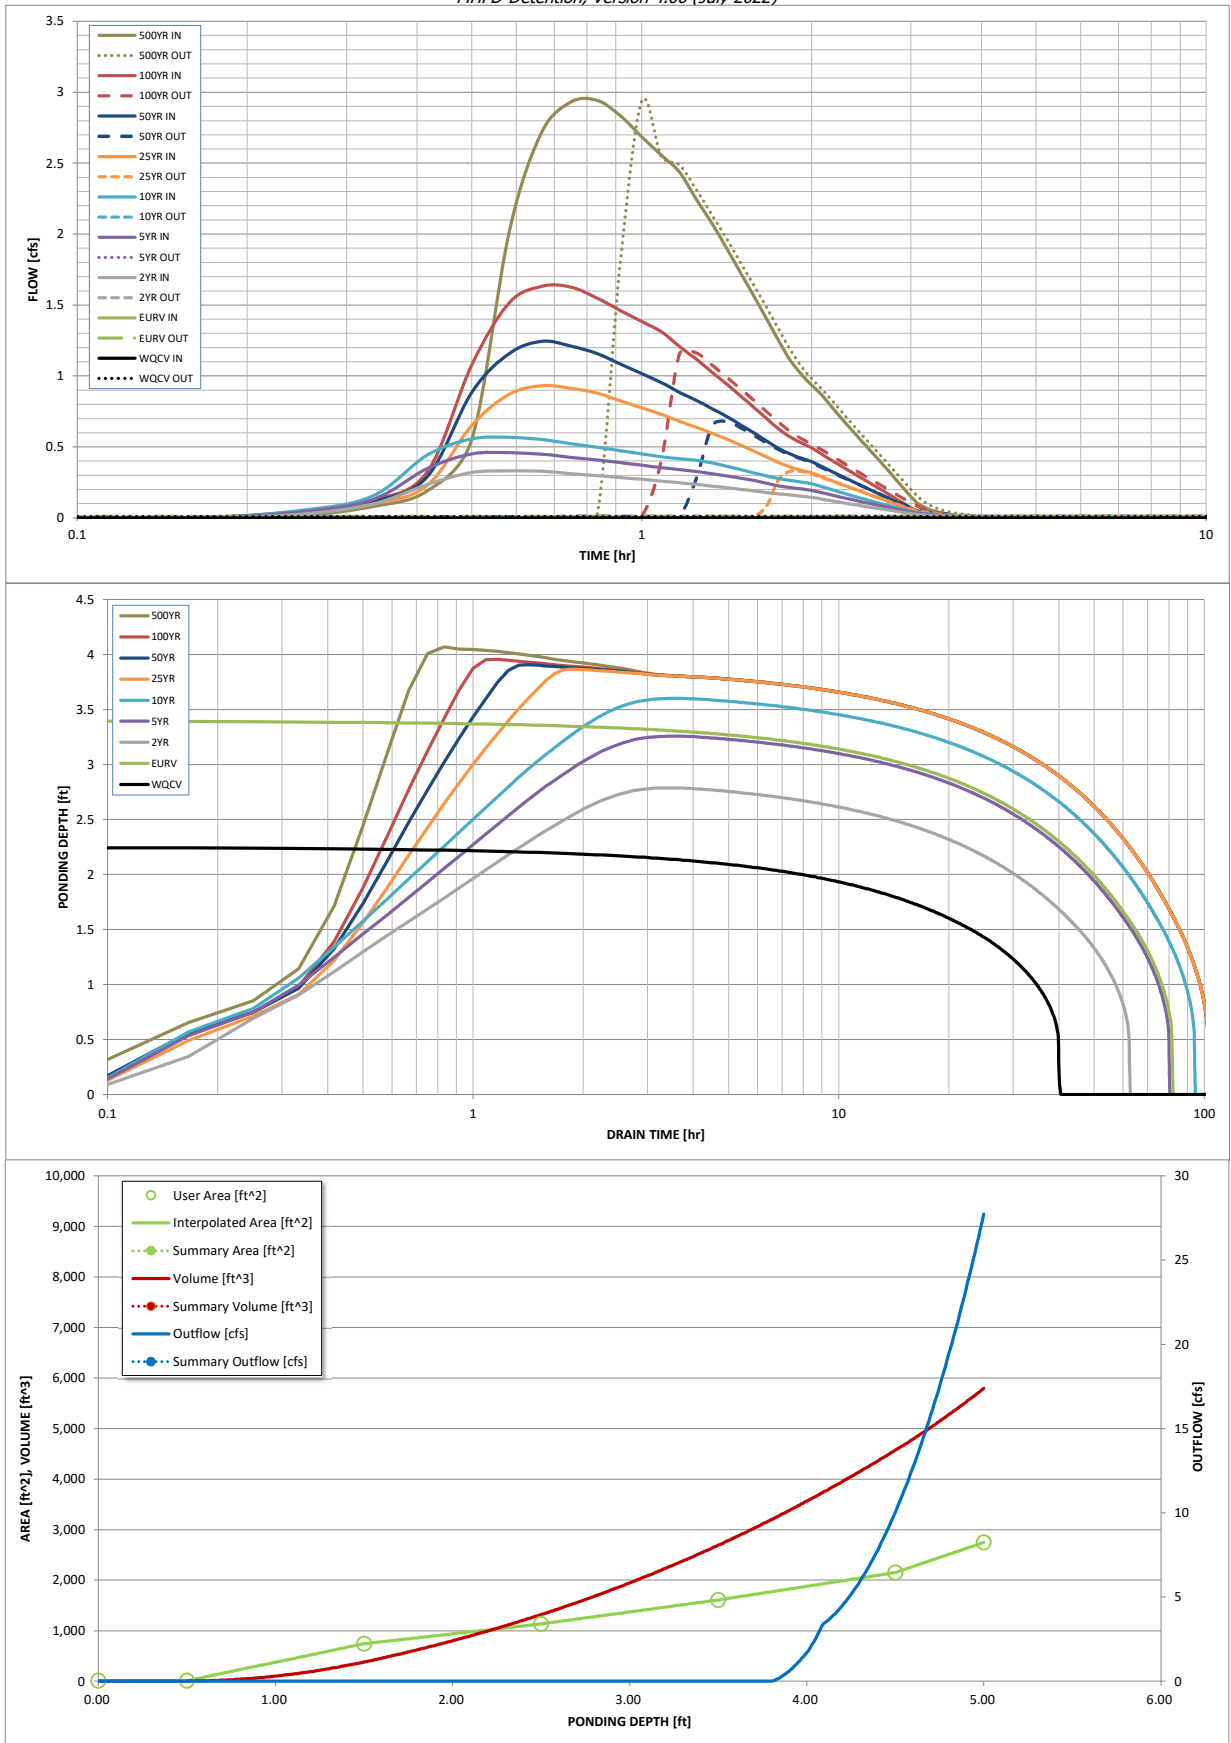 MHFD-Detention, Version 4.06 (July 2022)
3.5
3
2.5
2
1.5
1
0.5
0
FLOW [cfs]
500YR IN
500YR OUT
100YR IN
100YR OUT
50YR IN
50YR OUT
25YR IN
25YR OUT
10YR IN
10YR OUT
5YR IN
5YR OUT
2YR IN
2YR OUT
EURV IN
EURV OUT
WQCV IN
WQCV OUT
0.1
1
10
TIME [hr]
4.5
4
3.5
3
2.5
2
1.5
1
0.5
0
PONDING DEPTH [ft]
500YR
100YR
50YR
25YR
10YR
5YR
2YR
EURV
WQCV
0.1
1
10
100
DRAIN TIME [hr]
10,000
9,000
8,000
7,000
6,000
5,000
4,000
3,000
2,000
1,000
0
AREA [ft^2], VOLUME [ft^3]
User Area [ft^2]
Interpolated Area [ft^2]
Summary Area [ft^2]
Volume [ft^3]
Summary Volume [ft^3]
Outflow [cfs]
Summary Outflow [cfs]
30
25
20
15
10
5
0
OUTFLOW [cfs]
0.00
1.00
2.00
3.00
4.00
5.00
6.00
PONDING DEPTH [ft]